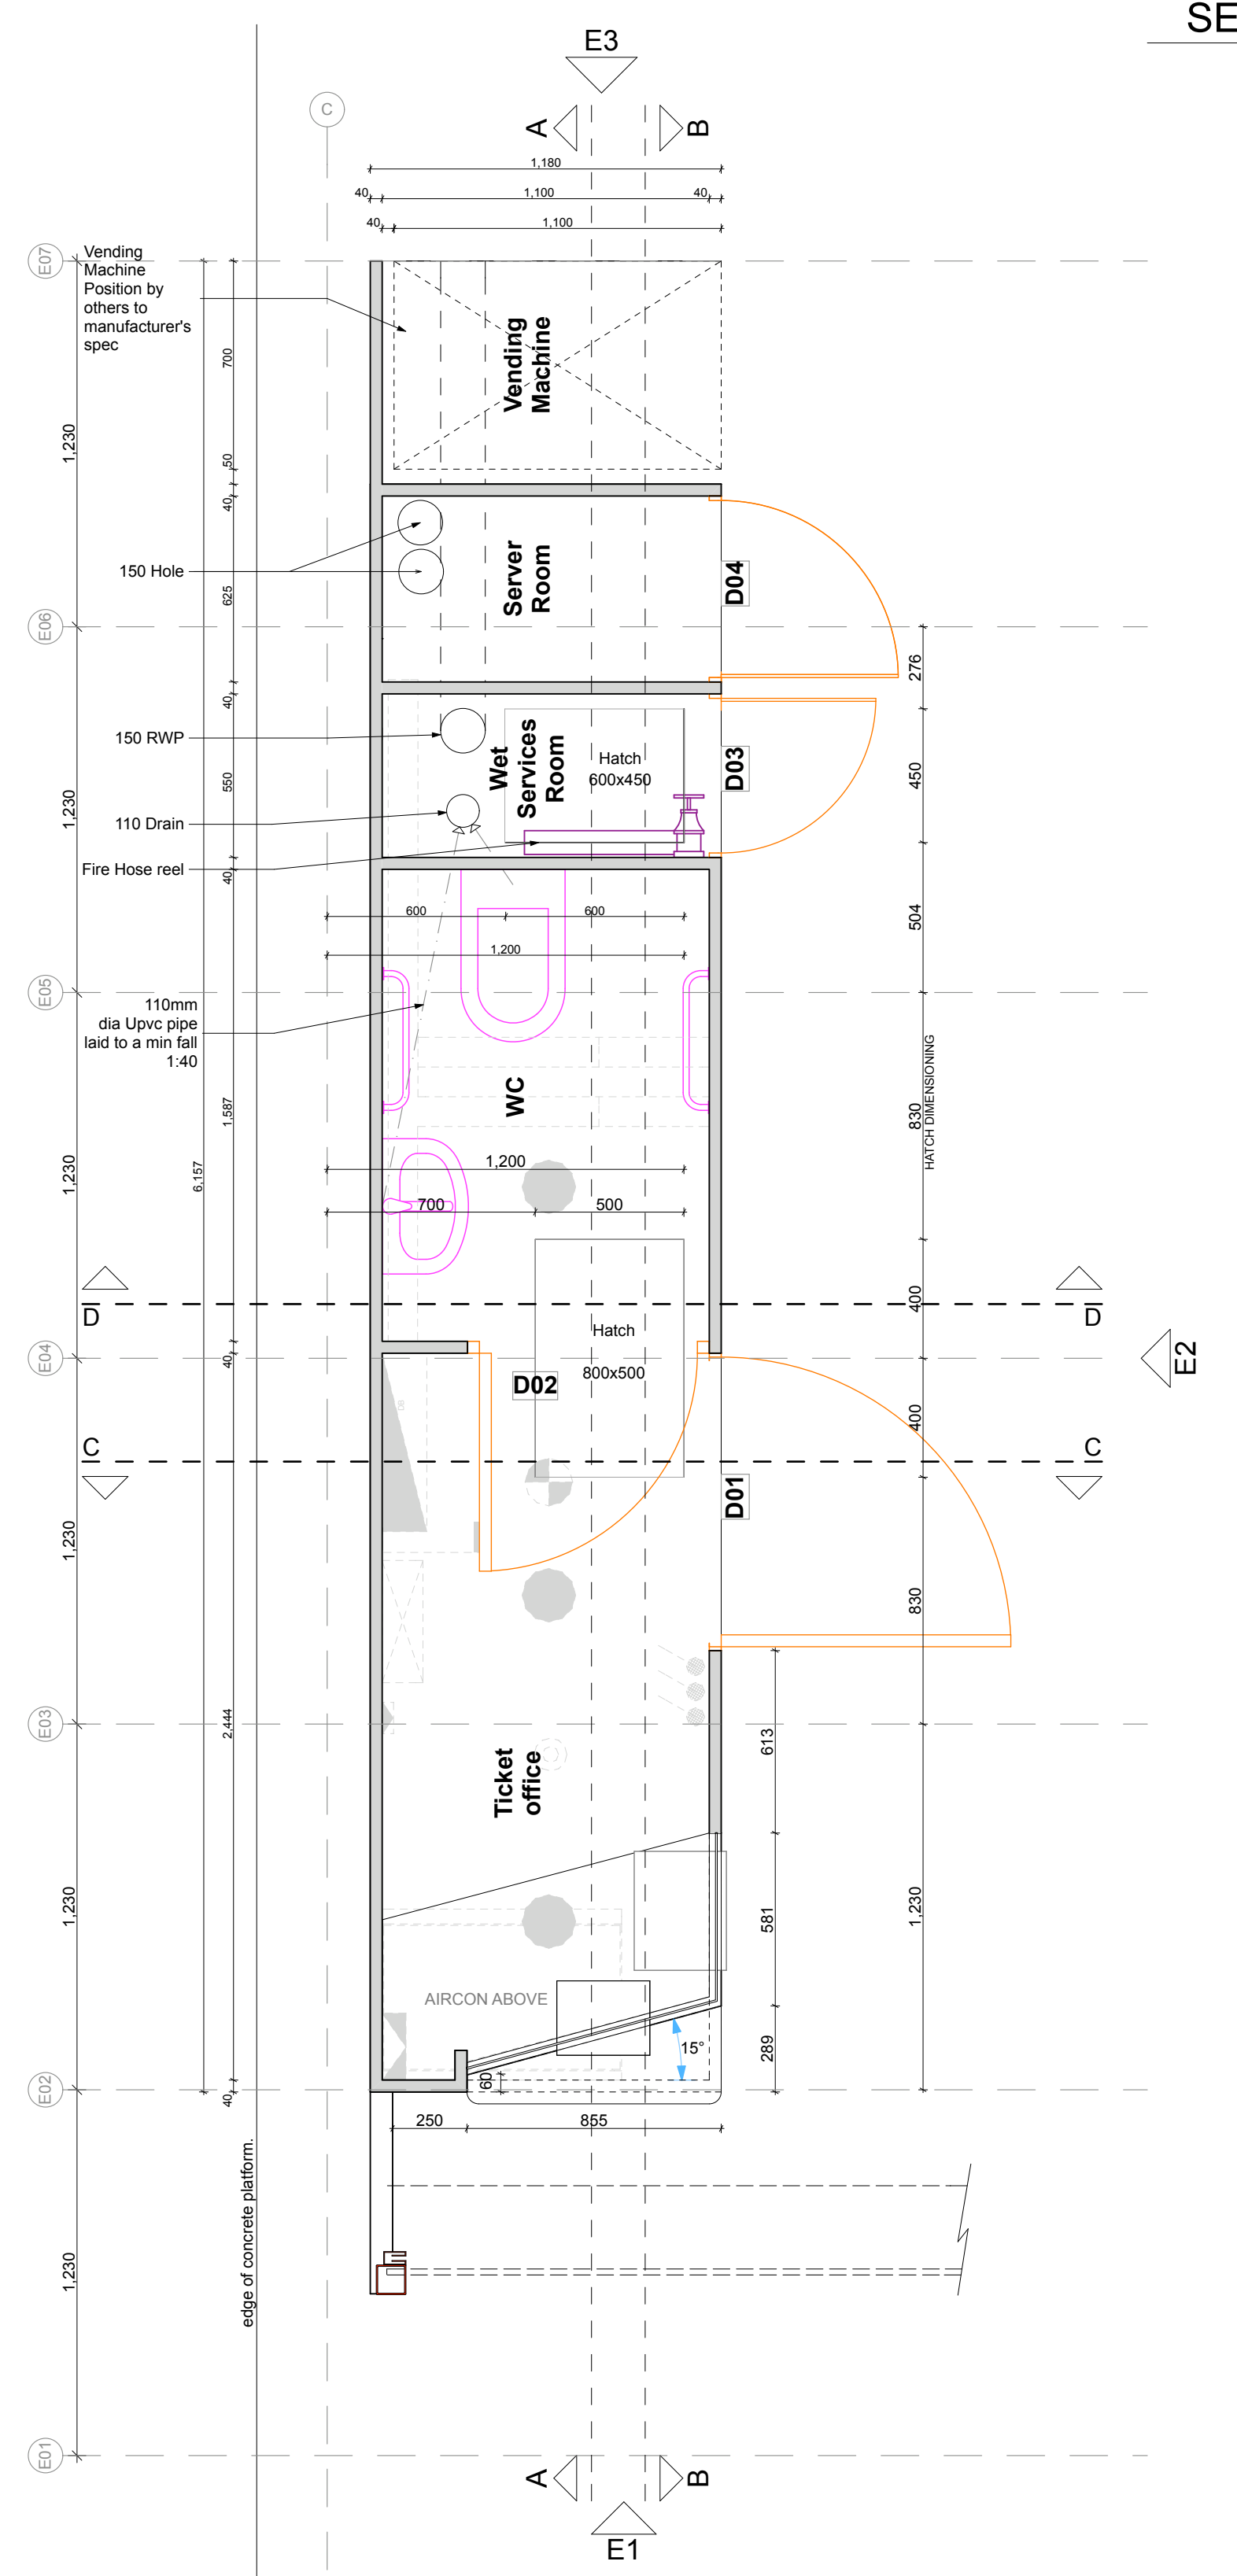 SE
E3
C
A
B
1,180
40
1,100
40
40
1,100
E07
Vending
Machine
Position by
others to
manufacturer's
spec
Vending
Machine
700
1,230
50
40
150 Hole
Server
Room
D04
625
E06
276
40
150 RWP
Wet
Services
Room
Hatch
600x450
D03
450
550
1,230
110 Drain
Fire Hose reel
40
600
600
504
1,200
E05
110mm
dia Upvc pipe
laid to a min fall
1:40
WC
830
HATCH DIMENSIONING
1,587
1,230
6,157
1,200
700
500
D
D
400
Hatch
800x500
E04
40
D02
DB
E2
400
C
C
D01
1,230
830
E03
2,444
613
Ticket
office
1,230
581
1,230
AIRCON ABOVE
15°
289
60
E02
40
250
855
edge of concrete platform.
1,230
E01
A
B
E1